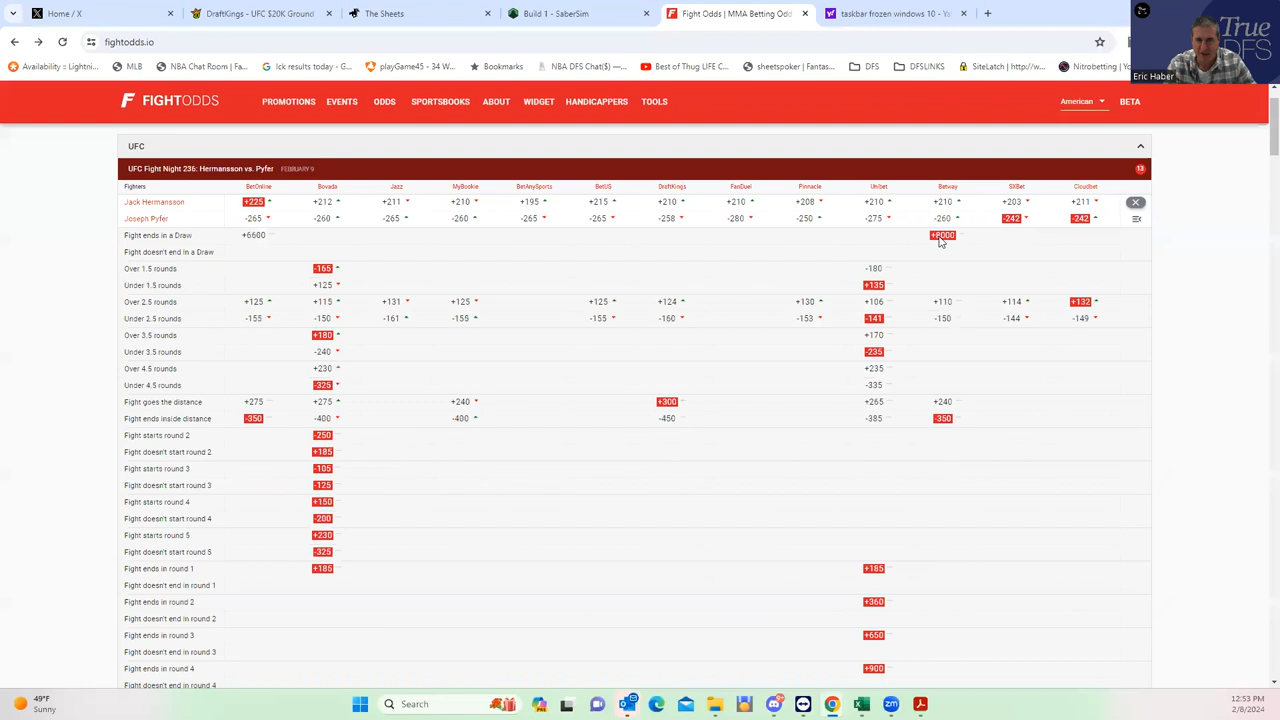 Home / X
DraftKings - UFC $20K Ground
The Sheets
Build 1 - SaberSim
Fight Odds | MMA Betting Odd
taskbar frozen windows 10 - Ya
fightodds.io
True
DFS
Eric Haber
Availability :: Lightni...
MLB
NBA Chat Room | Fa...
Ick results today - G...
playGame45 - 34 W...
Bookmarks
NBA DFS Chat($) -...
Best of Thug LIFE C...
sheetspoker | Fantas...
DFS
DFSLINKS
SiteLatch | http://w...
Nitrobetting | You
FIGHTODDS
PROMOTIONS EVENTS ODDS SPORTSBOOKS ABOUT WIDGET HANDICAPPERS TOOLS American BETA
UFC
UFC Fight Night 236: Hermansson vs. Pyfer FEBRUARY 9 13
Fighters BetOnline Bovada Jazz MyBookie BetAnySports BetUS DraftKings FanDuel Pinnacle Unibet Betway SXBet Cloudbet
Jack Hermansson +225 +212 +211 +210 +195 +215 +210 +210 +208 +210 +210 +203 +211
Joseph Pyfer -265 -260 -265 -260 -265 -265 -258 -280 -250 -275 -260 -242 -242
Fight ends in a Draw +6600 +8000
Fight doesn't end in a Draw
Over 1.5 rounds -165 -180
Under 1.5 rounds +125 +135
Over 2.5 rounds +125 +115 +131 +125 +125 +124 +130 +106 +110 +114 +132
Under 2.5 rounds -155 -150 -161 -155 -155 -160 -153 -141 -150 -144 -149
Over 3.5 rounds +180 +170
Under 3.5 rounds -240 -235
Over 4.5 rounds +230 +235
Under 4.5 rounds -325 -335
Fight goes the distance +275 +275 +240 +300 +265 +240
Fight ends inside distance -350 -400 -400 -450 -385 -350
Fight starts round 2 -250
Fight doesn't start round 2 +185
Fight starts round 3 -105
Fight doesn't start round 3 -125
Fight starts round 4 +150
Fight doesn't start round 4 -200
Fight starts round 5 +230
Fight doesn't start round 5 -325
Fight ends in round 1 +185 +185
Fight doesn't end in round 1
Fight ends in round 2 +360
Fight doesn't end in round 2
Fight ends in round 3 +650
Fight doesn't end in round 3
Fight ends in round 4 +900
Fight doesn't end in round 4
49°F
Sunny
Search
12:53 PM
2/8/2024